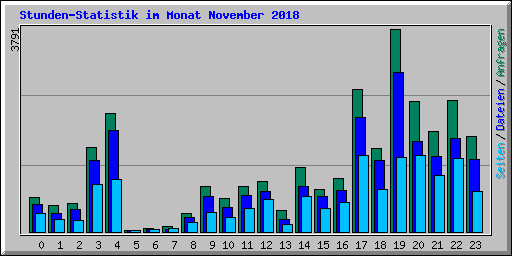 Stunden-Statistik im Monat November 2018
3791
Seiten / Dateien / Anfragen
0 1 2 3 4 5 6 7 8 9 10 11 12 13 14 15 16 17 18 19 20 21 22 23